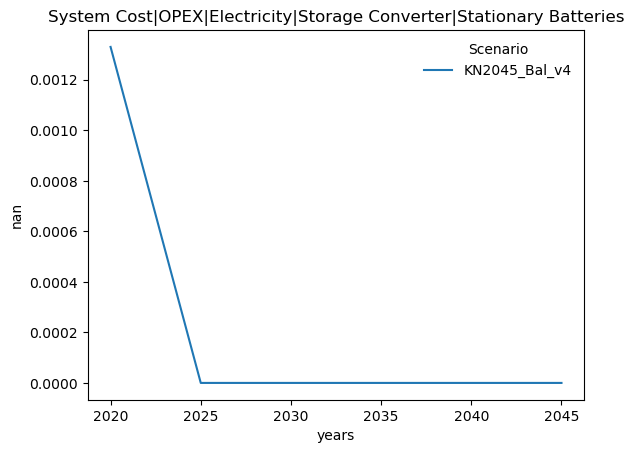 System Cost|OPEX|Electricity|Storage Converter|Stationary Batteries
Scenario
KN2045_Bal_v4
0.0012
0.0010
0.0008
0.0006
0.0004
0.0002
0.0000
nan
2020 2025 2030 2035 2040 2045
years